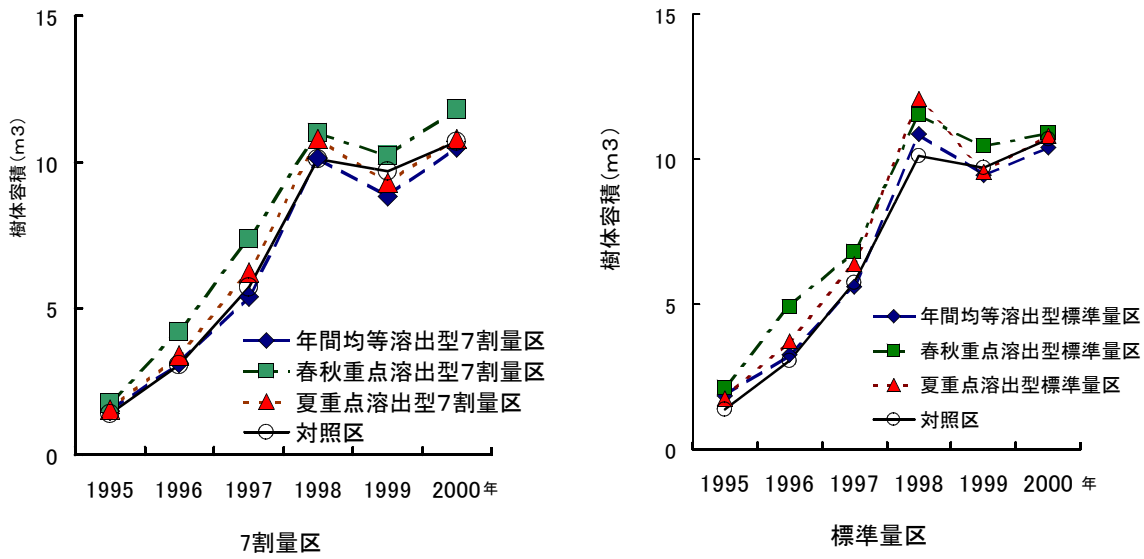 15
10
5
0
樹体容積(m3)
年間均等溶出型7割量区
春秋重点溶出型7割量区
夏重点溶出型7割量区
対照区
1995 1996 1997 1998 1999 2000 年
7割量区
15
10
5
0
樹体容積(m3)
年間均等溶出型標準量区
春秋重点溶出型標準量区
夏重点溶出型標準量区
対照区
1995 1996 1997 1998 1999 2000 年
標準量区